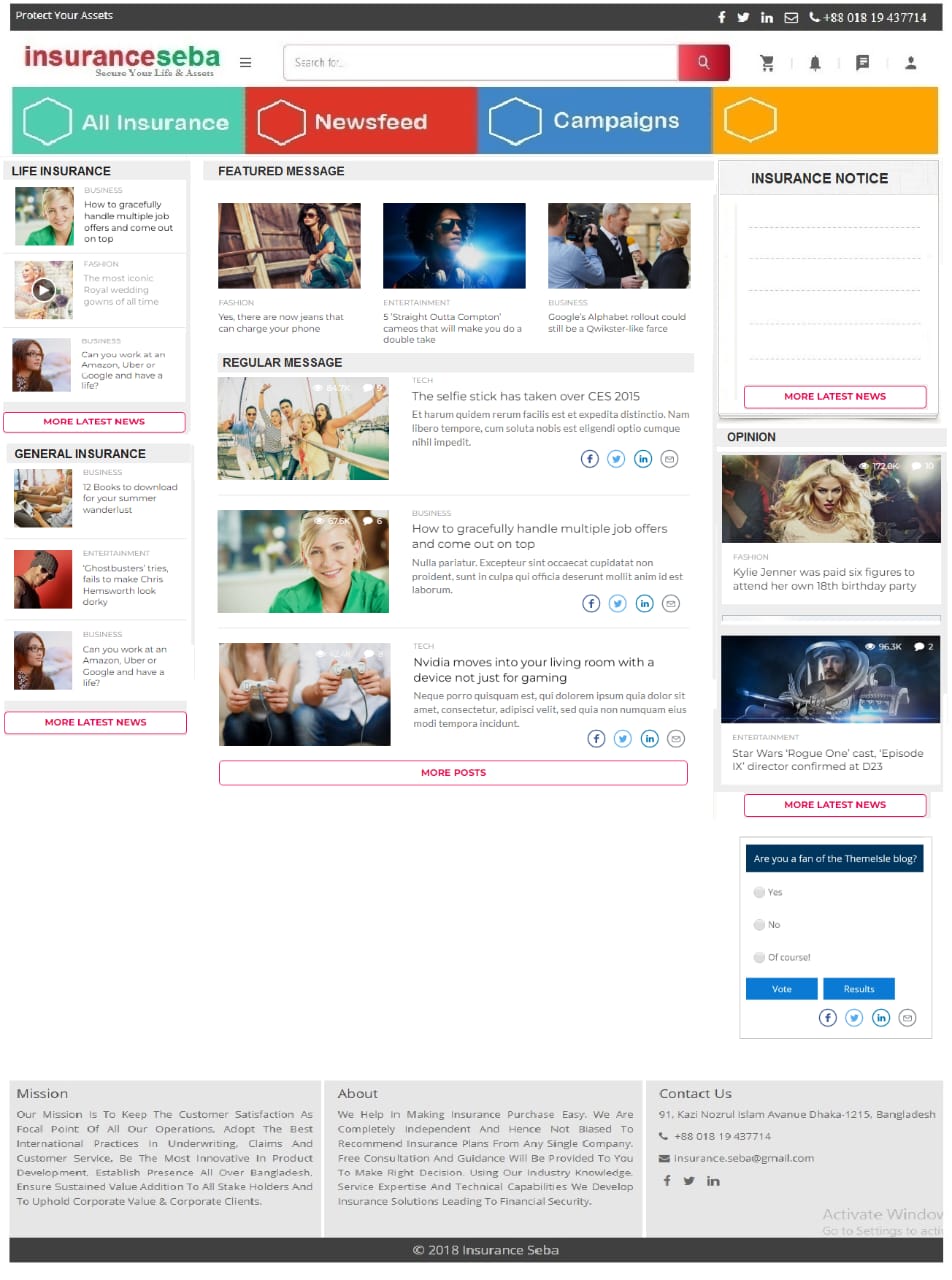 Protect Your Assets
+88 018 19 437714
insuranceseba
Secure Your Life & Assets
Search for..
All Insurance
Newsfeed
Campaigns
LIFE INSURANCE
BUSINESS
How to gracefully
handle multiple job
offers and come out
on top
FASHION
The most iconic
Royal wedding
gowns of all time
BUSINESS
Can you work at an
Amazon, Uber or
Google and have a
life?
MORE LATEST NEWS
GENERAL INSURANCE
BUSINESS
12 Books to download
for your summer
wanderlust
ENTERTAINMENT
‘Ghostbusters’ tries,
fails to make Chris
Hemsworth look
dorky
BUSINESS
Can you work at an
Amazon, Uber or
Google and have a
life?
MORE LATEST NEWS
FEATURED MESSAGE
FASHION
Yes, there are now jeans that
can charge your phone
ENTERTAINMENT
5 ‘Straight Outta Compton’
cameos that will make you do a
double take
BUSINESS
Google’s Alphabet rollout could
still be a Qwikster-like farce
REGULAR MESSAGE
84.7K 9
TECH
The selfie stick has taken over CES 2015
Et harum quidem rerum facilis est et expedita distinctio. Nam
libero tempore, cum soluta nobis est eligendi optio cumque
nihil impedit.
67.6K 6
BUSINESS
How to gracefully handle multiple job offers
and come out on top
Nulla pariatur. Excepteur sint occaecat cupidatat non
proident, sunt in culpa qui officia deserunt mollit anim id est
laborum.
42.4K 8
TECH
Nvidia moves into your living room with a
device not just for gaming
Neque porro quisquam est, qui dolorem ipsum quia dolor sit
amet, consectetur, adipisci velit, sed quia non numquam eius
modi tempora incidunt.
MORE POSTS
INSURANCE NOTICE
MORE LATEST NEWS
OPINION
172.8K 10
FASHION
Kylie Jenner was paid six figures to
attend her own 18th birthday party
96.3K 2
ENTERTAINMENT
Star Wars ‘Rogue One’ cast, ‘Episode
IX’ director confirmed at D23
MORE LATEST NEWS
Are you a fan of the ThemeIsle blog?
Yes
No
Of course!
Vote
Results
Mission
Our Mission Is To Keep The Customer Satisfaction As
Focal Point Of All Our Operations, Adopt The Best
International Practices In Underwriting, Claims And
Customer Service, Be The Most Innovative In Product
Development, Establish Presence All Over Bangladesh,
Ensure Sustained Value Addition To All Stake Holders And
To Uphold Corporate Value & Corporate Clients.
About
We Help In Making Insurance Purchase Easy. We Are
Completely Independent And Hence Not Biased To
Recommend Insurance Plans From Any Single Company.
Free Consultation And Guidance Will Be Provided To You
To Make Right Decision. Using Our Industry Knowledge,
Service Expertise And Technical Capabilities We Develop
Insurance Solutions Leading To Financial Security.
Contact Us
91, Kazi Nozrul Islam Avanue Dhaka-1215, Bangladesh
+88 018 19 437714
insurance.seba@gmail.com
Activate Window
Go to Settings to acti
© 2018 Insurance Seba